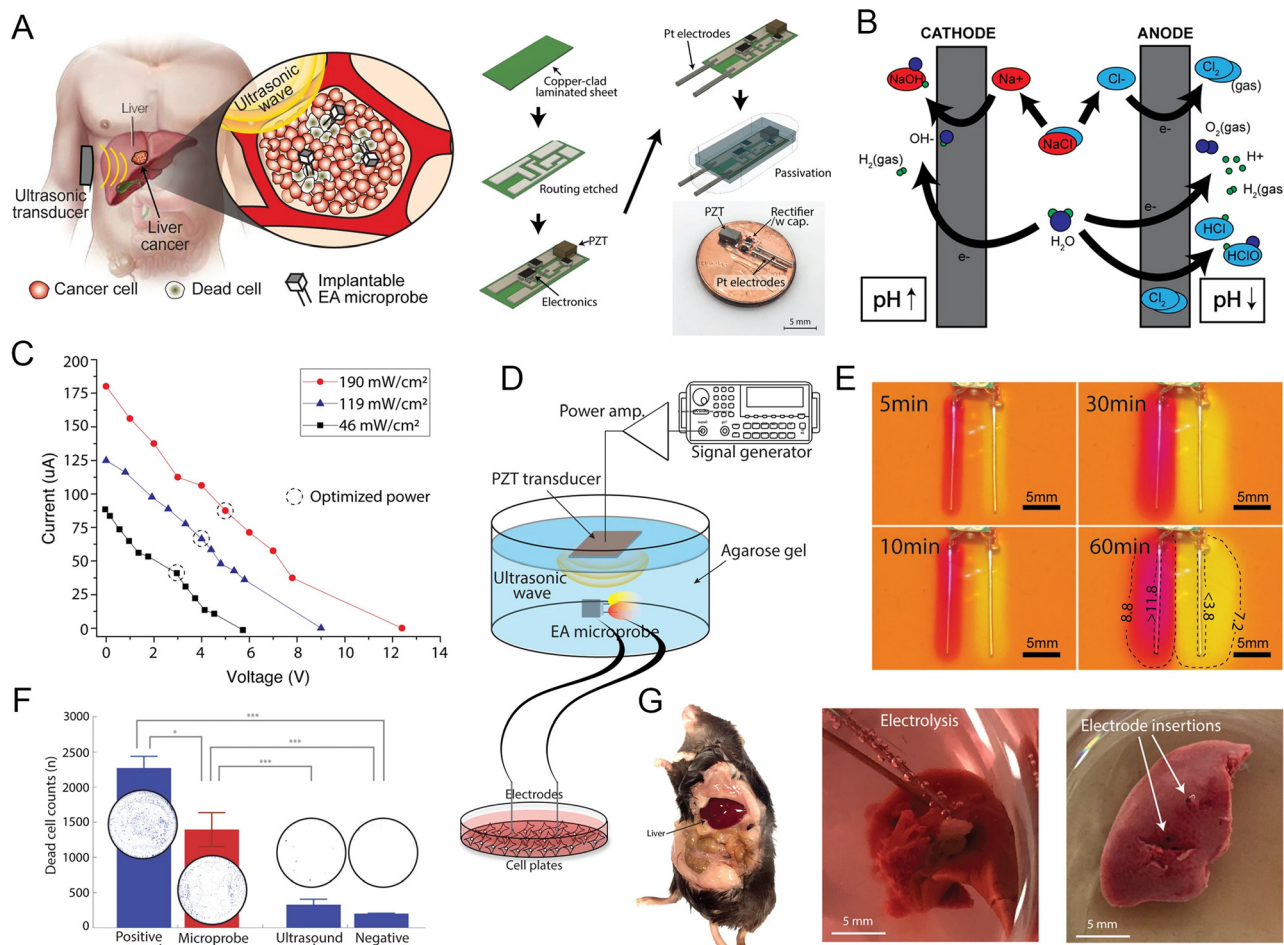 A
Ultrasonic
wave
Liver
Ultrasonic
transducer
Liver
cancer
Cancer cell
Dead cell
Implantable
EA microprobe
Copper-clad
laminated sheet
Routing etched
PZT
Electronics
Pt electrodes
Passivation
PZT
Rectifier
/w cap.
Pt electrodes
5 mm
B
CATHODE
ANODE
NaOH
Na+
Cl-
Cl2
(gas)
e-
OH-
NaCl
O2(gas)
H+
H2(gas)
H2(gas
e-
H2O
HCl
HClO
e-
Cl2
pH ↑
pH ↓
C
Current (uA)
200
175
150
125
100
75
50
25
0
190 mW/cm²
119 mW/cm²
46 mW/cm²
Optimized power
0 2 4 6 8 10 12 14
Voltage (V)
D
Power amp.
Signal generator
PZT transducer
Agarose gel
Ultrasonic
wave
EA microprobe
Electrodes
Cell plates
E
5min
5mm
30min
5mm
10min
5mm
60min
8.8
>11.8
<3.8
7.2
5mm
F
Dead cell counts (n)
3000
2500
2000
1500
1000
500
0
***
*
***
***
Positive
Microprobe
Ultrasound
Negative
G
Liver
Electrolysis
5 mm
Electrode insertions
5 mm